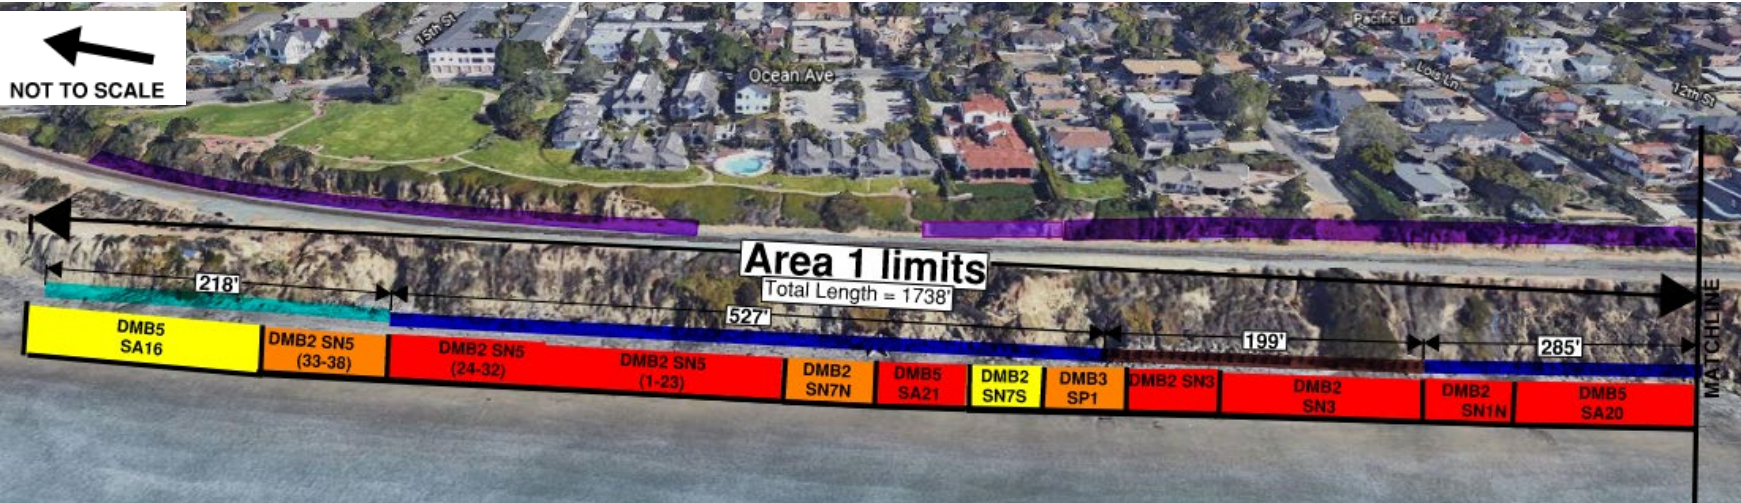 15th St
Pacific Ln
NOT TO SCALE
Ocean Ave
Lois Ln
12th St
Area 1 limits
Total Length = 1738'
218'
527'
199'
285'
MATCHLINE
DMB5
SA16
DMB2 SN5
(33-38)
DMB2 SN5
(24-32)
DMB2 SN5
(1-23)
DMB2
SN7N
DMB5
SA21
DMB2
SN7S
DMB3
SP1
DMB2 SN3
DMB2
SN3
DMB2
SN1N
DMB5
SA20